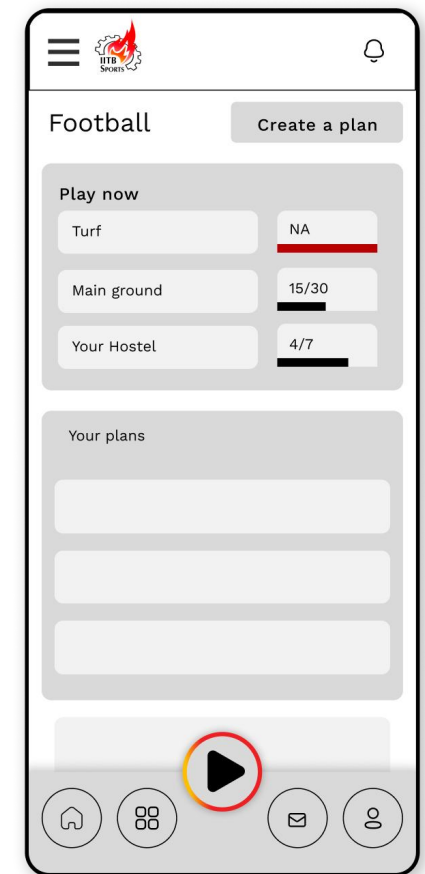 IITB
SPORTS
Football
Create a plan
Play now
Turf
NA
Main ground
15/30
Your Hostel
4/7
Your plans